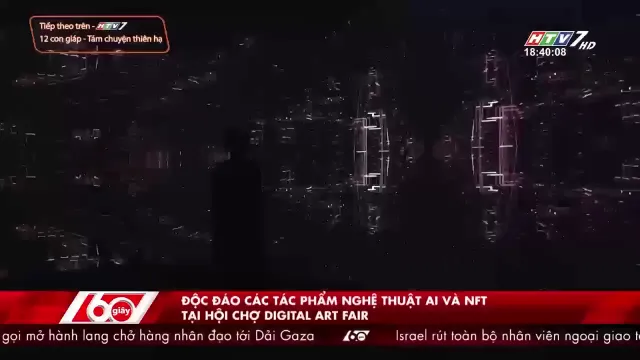 Tiếp theo trên - HTV7
12 con giáp - Tám chuyện thiên hạ
HTV7 HD
18:40:08
60 giây
ĐỘC ĐÁO CÁC TÁC PHẨM NGHỆ THUẬT AI VÀ NFT
TẠI HỘI CHỢ DIGITAL ART FAIR
gọi mở hành lang chở hàng nhân đạo tới Dải Gaza 60 giây Israel rút toàn bộ nhân viên ngoại giao